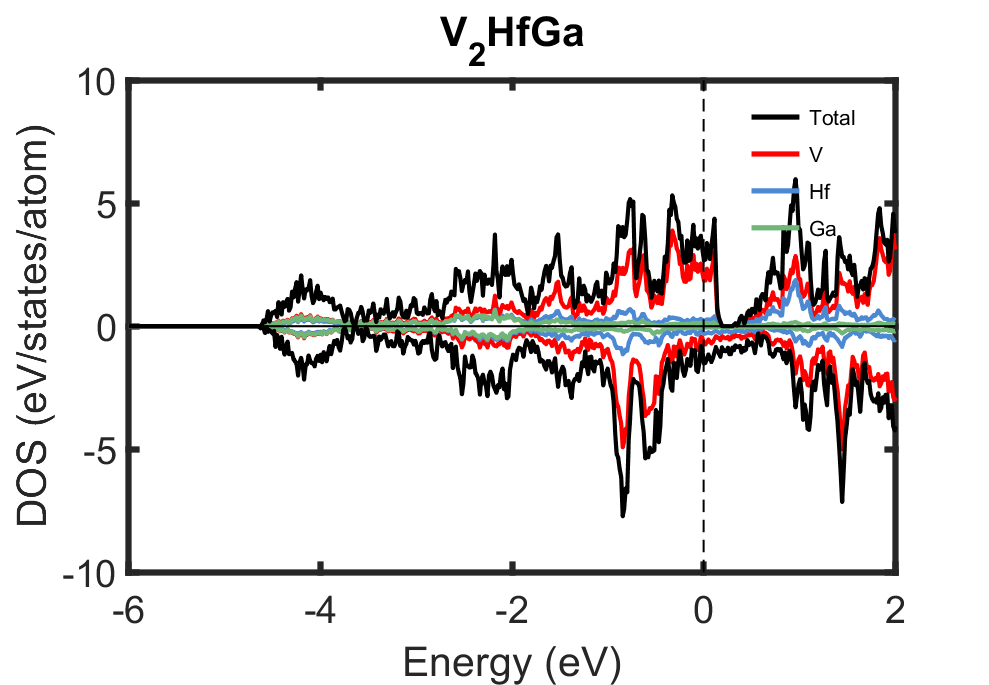 V₂HfGa
10
5
0
-5
-10
DOS (eV/states/atom)
Total
V
Hf
Ga
-6 -4 -2 0 2
Energy (eV)